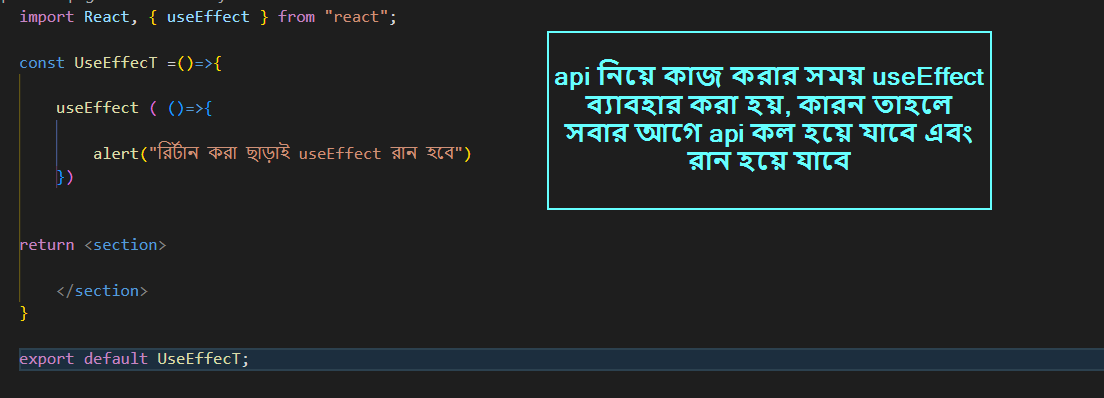 import React, { useEffect } from "react";
const UseEffecT =()=>{
useEffect ( ()=>{
alert("রির্টান করা ছাড়াই useEffect রান হবে")
})
return <section>
</section>
}
export default UseEffecT;
api নিয়ে কাজ করার সময় useEffect
ব্যাবহার করা হয়, কারন তাহলে
সবার আগে api কল হয়ে যাবে এবং
রান হয়ে যাবে